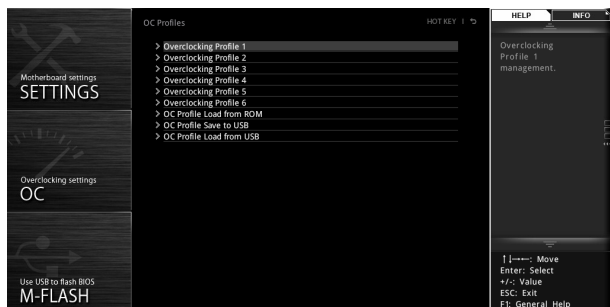 Motherboard settings
SETTINGS
Overclocking settings
OC
Use USB to flash BIOS
M-FLASH
OC Profiles
HOT KEY
Overclocking Profile 1
Overclocking Profile 2
Overclocking Profile 3
Overclocking Profile 4
Overclocking Profile 5
Overclocking Profile 6
OC Profile Load from ROM
OC Profile Save to USB
OC Profile Load from USB
HELP
INFO
Overclocking
Profile 1
management.
↑↓→←: Move
Enter: Select
+/-: Value
ESC: Exit
F1: General Help